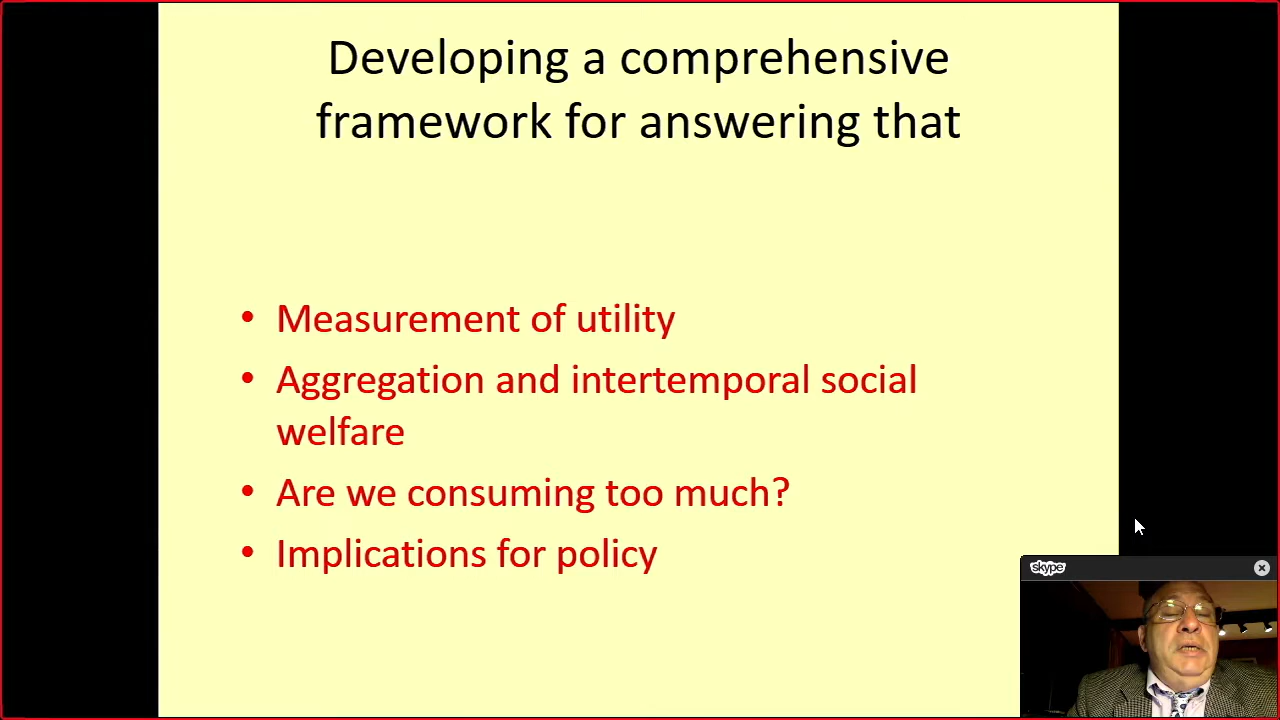 Developing a comprehensive
framework for answering that
• Measurement of utility
• Aggregation and intertemporal social
welfare
• Are we consuming too much?
• Implications for policy
skype